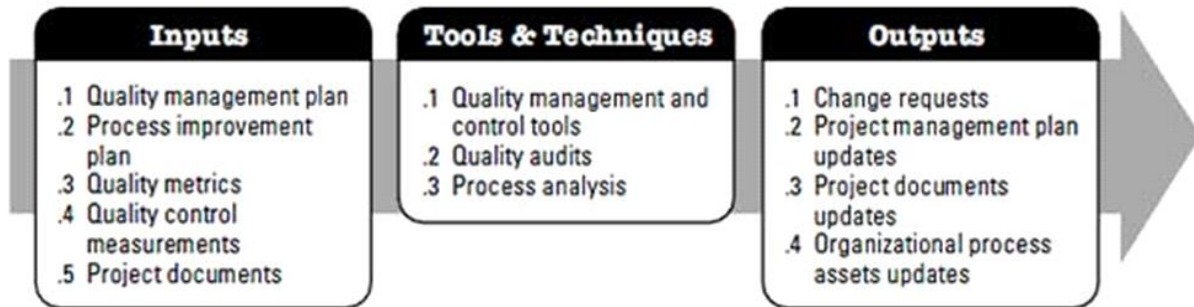 Inputs
.1 Quality management plan
.2 Process improvement
plan
.3 Quality metrics
.4 Quality control
measurements
.5 Project documents
Tools & Techniques
.1 Quality management and
control tools
.2 Quality audits
.3 Process analysis
Outputs
.1 Change requests
.2 Project management plan
updates
.3 Project documents
updates
.4 Organizational process
assets updates